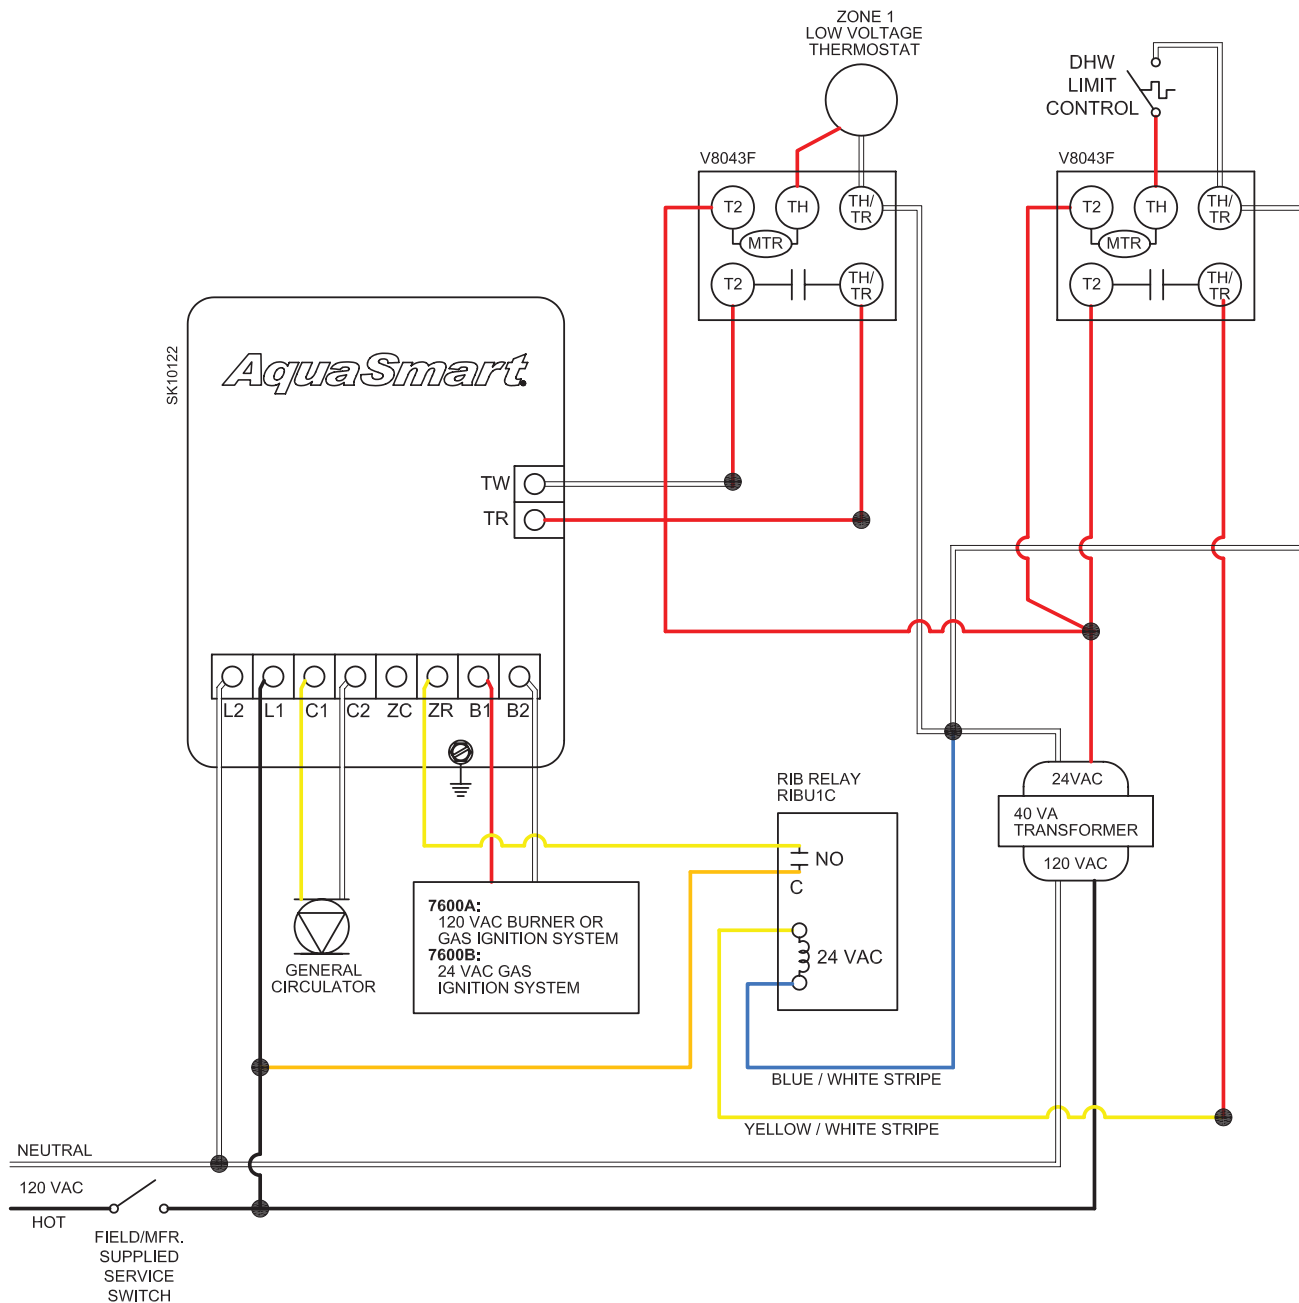 ZONE 1
LOW VOLTAGE
THERMOSTAT
DHW
LIMIT
CONTROL
V8043F
T2
TH
TH/
TR
MTR
T2
TH/
TR
V8043F
T2
TH
TH/
TR
MTR
T2
TH/
TR
SK10122
AquaSmart
TW
TR
L2
L1
C1
C2
ZC
ZR
B1
B2
RIB RELAY
RIBU1C
NO
C
24 VAC
24VAC
40 VA
TRANSFORMER
120 VAC
7600A:
120 VAC BURNER OR
GAS IGNITION SYSTEM
7600B:
24 VAC GAS
IGNITION SYSTEM
GENERAL
CIRCULATOR
BLUE / WHITE STRIPE
YELLOW / WHITE STRIPE
NEUTRAL
120 VAC
HOT
FIELD/MFR.
SUPPLIED
SERVICE
SWITCH